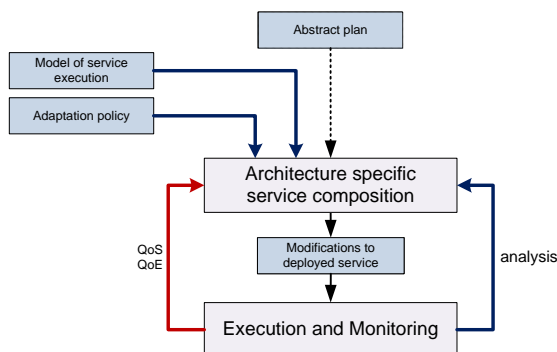 Abstract plan
Model of service
execution
Adaptation policy
Architecture specific
service composition
QoS
QoE
Modifications to
deployed service
analysis
Execution and Monitoring